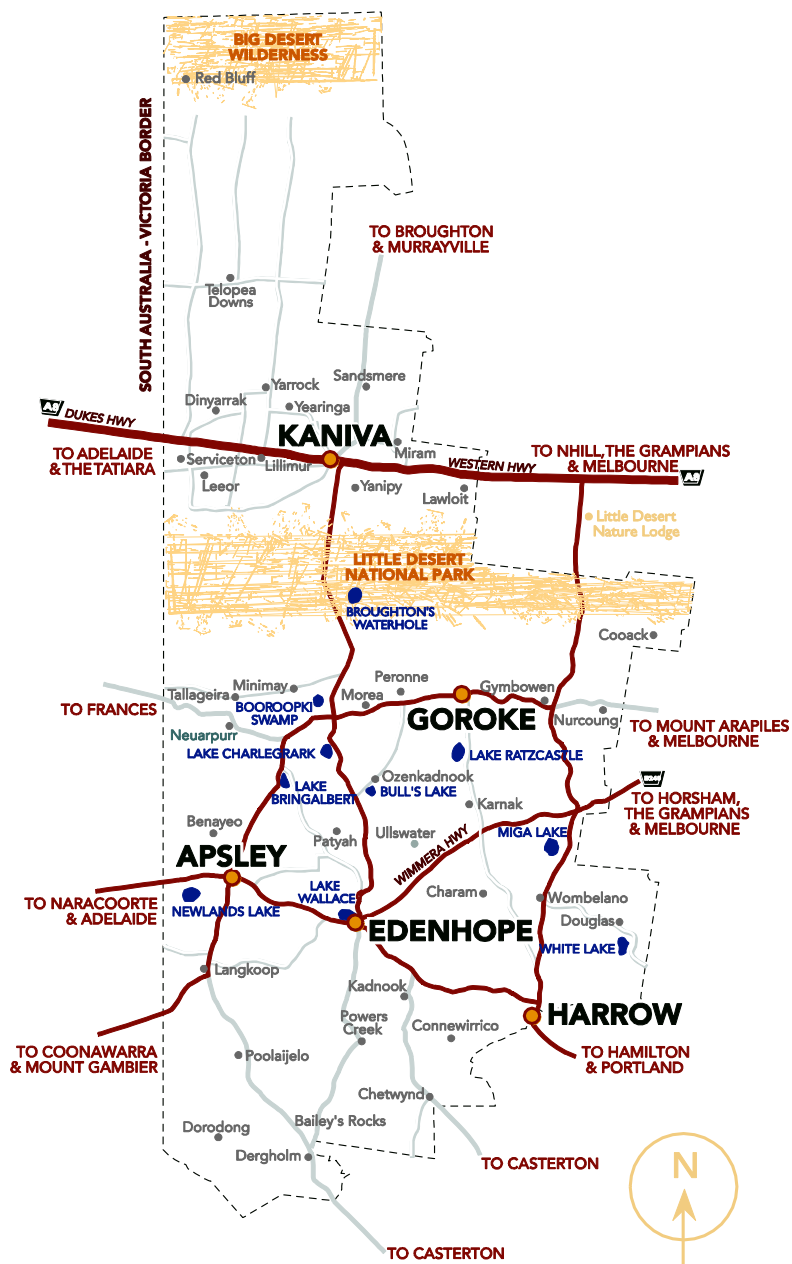 BIG DESERT
WILDERNESS
Red Bluff
SOUTH AUSTRALIA - VICTORIA BORDER
TO BROUGHTON
& MURRAYVILLE
Telopea
Downs
Sandsmere
Yarrock
Dinyarrak
Yearinga
A8
DUKES HWY
KANIVA
Miram
TO ADELAIDE
& THE TATIARA
Serviceton
Lillimur
WESTERN HWY
TO NHILL, THE GRAMPIANS
& MELBOURNE
A8
Leeor
Yanipy
Lawloit
Little Desert
Nature Lodge
LITTLE DESERT
NATIONAL PARK
BROUGHTON'S
WATERHOLE
Cooack
Peronne
Minimay
Gymbowen
Tallageira
Morea
BOOROOPKI
SWAMP
TO FRANCES
GOROKE
Nurcoung
TO MOUNT ARAPILES
& MELBOURNE
Neuarpurr
LAKE CHARLEGRARK
LAKE RATZCASTLE
Ozenkadnook
LAKE
BRINGALBERT
BULL'S LAKE
Karnak
TO HORSHAM,
THE GRAMPIANS
& MELBOURNE
Benayeo
Patyah
Ullswater
MIGA LAKE
WIMMERA HWY
APSLEY
LAKE
WALLACE
Charam
Wombelano
TO NARACOORTE
& ADELAIDE
NEWLANDS LAKE
Douglas
EDENHOPE
WHITE LAKE
Langkoop
Kadnook
HARROW
Powers
Creek
Connewirrico
TO COONAWARRA
& MOUNT GAMBIER
Poolaijelo
TO HAMILTON
& PORTLAND
Chetwynd
Bailey's Rocks
Dorodong
Dergholm
TO CASTERTON
N
TO CASTERTON